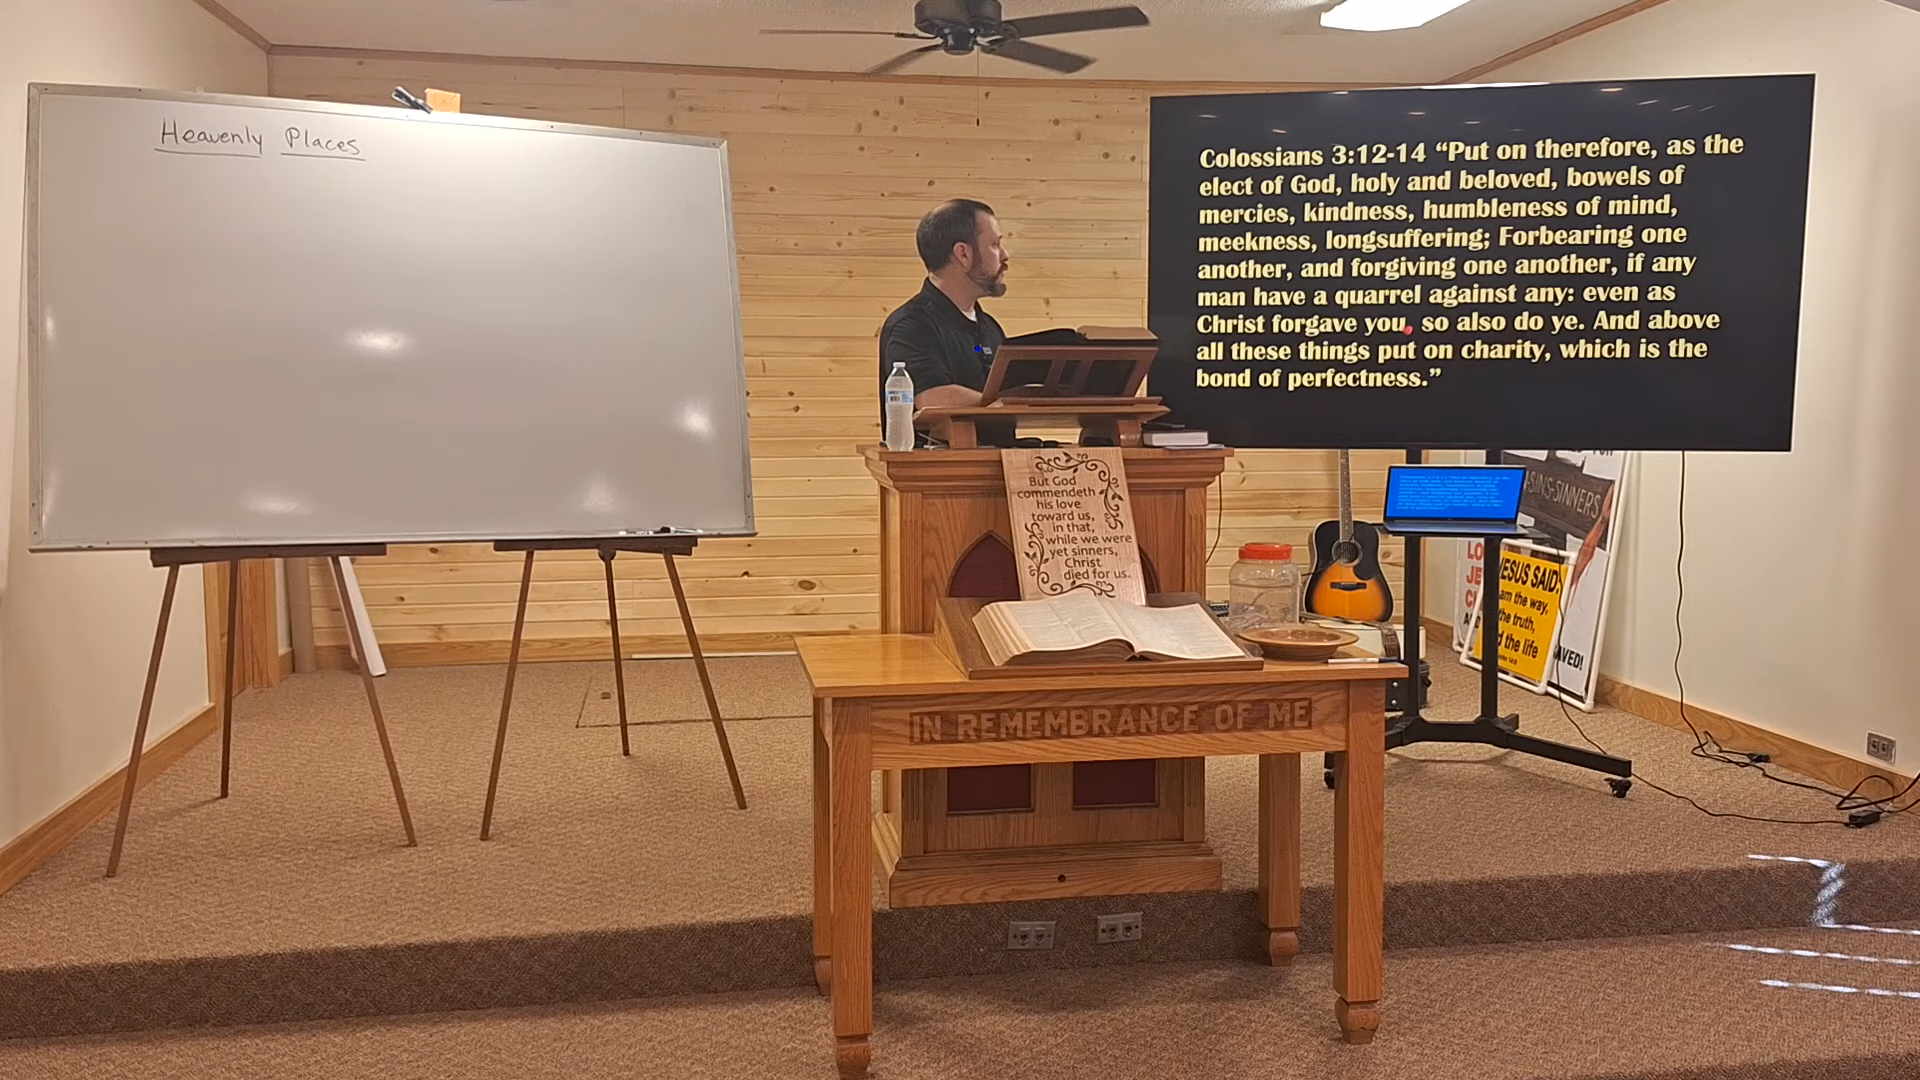 Heavenly Places
Colossians 3:12-14 “Put on therefore, as the
elect of God, holy and beloved, bowels of
mercies, kindness, humbleness of mind,
meekness, longsuffering; Forbearing one
another, and forgiving one another, if any
man have a quarrel against any: even as
Christ forgave you, so also do ye. And above
all these things put on charity, which is the
bond of perfectness.”
But God
commendeth
his love
toward us,
in that,
while we were
yet sinners,
Christ
died for us.
IN REMEMBRANCE OF ME
SINS-SINNERS
LO
JE
JESUS SAID:
am the way,
the truth,
d the life
AVED!